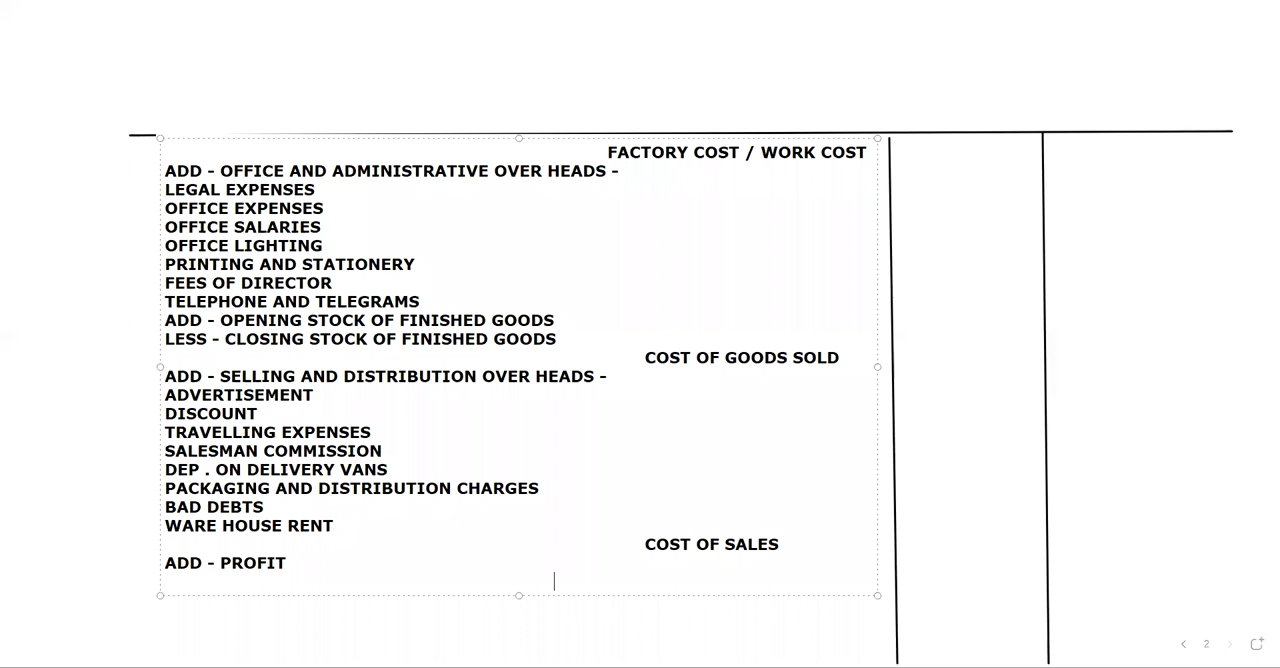 FACTORY COST / WORK COST
ADD - OFFICE AND ADMINISTRATIVE OVER HEADS -
LEGAL EXPENSES
OFFICE EXPENSES
OFFICE SALARIES
OFFICE LIGHTING
PRINTING AND STATIONERY
FEES OF DIRECTOR
TELEPHONE AND TELEGRAMS
ADD - OPENING STOCK OF FINISHED GOODS
LESS - CLOSING STOCK OF FINISHED GOODS
COST OF GOODS SOLD
ADD - SELLING AND DISTRIBUTION OVER HEADS -
ADVERTISEMENT
DISCOUNT
TRAVELLING EXPENSES
SALESMAN COMMISSION
DEP . ON DELIVERY VANS
PACKAGING AND DISTRIBUTION CHARGES
BAD DEBTS
WARE HOUSE RENT
COST OF SALES
ADD - PROFIT
2